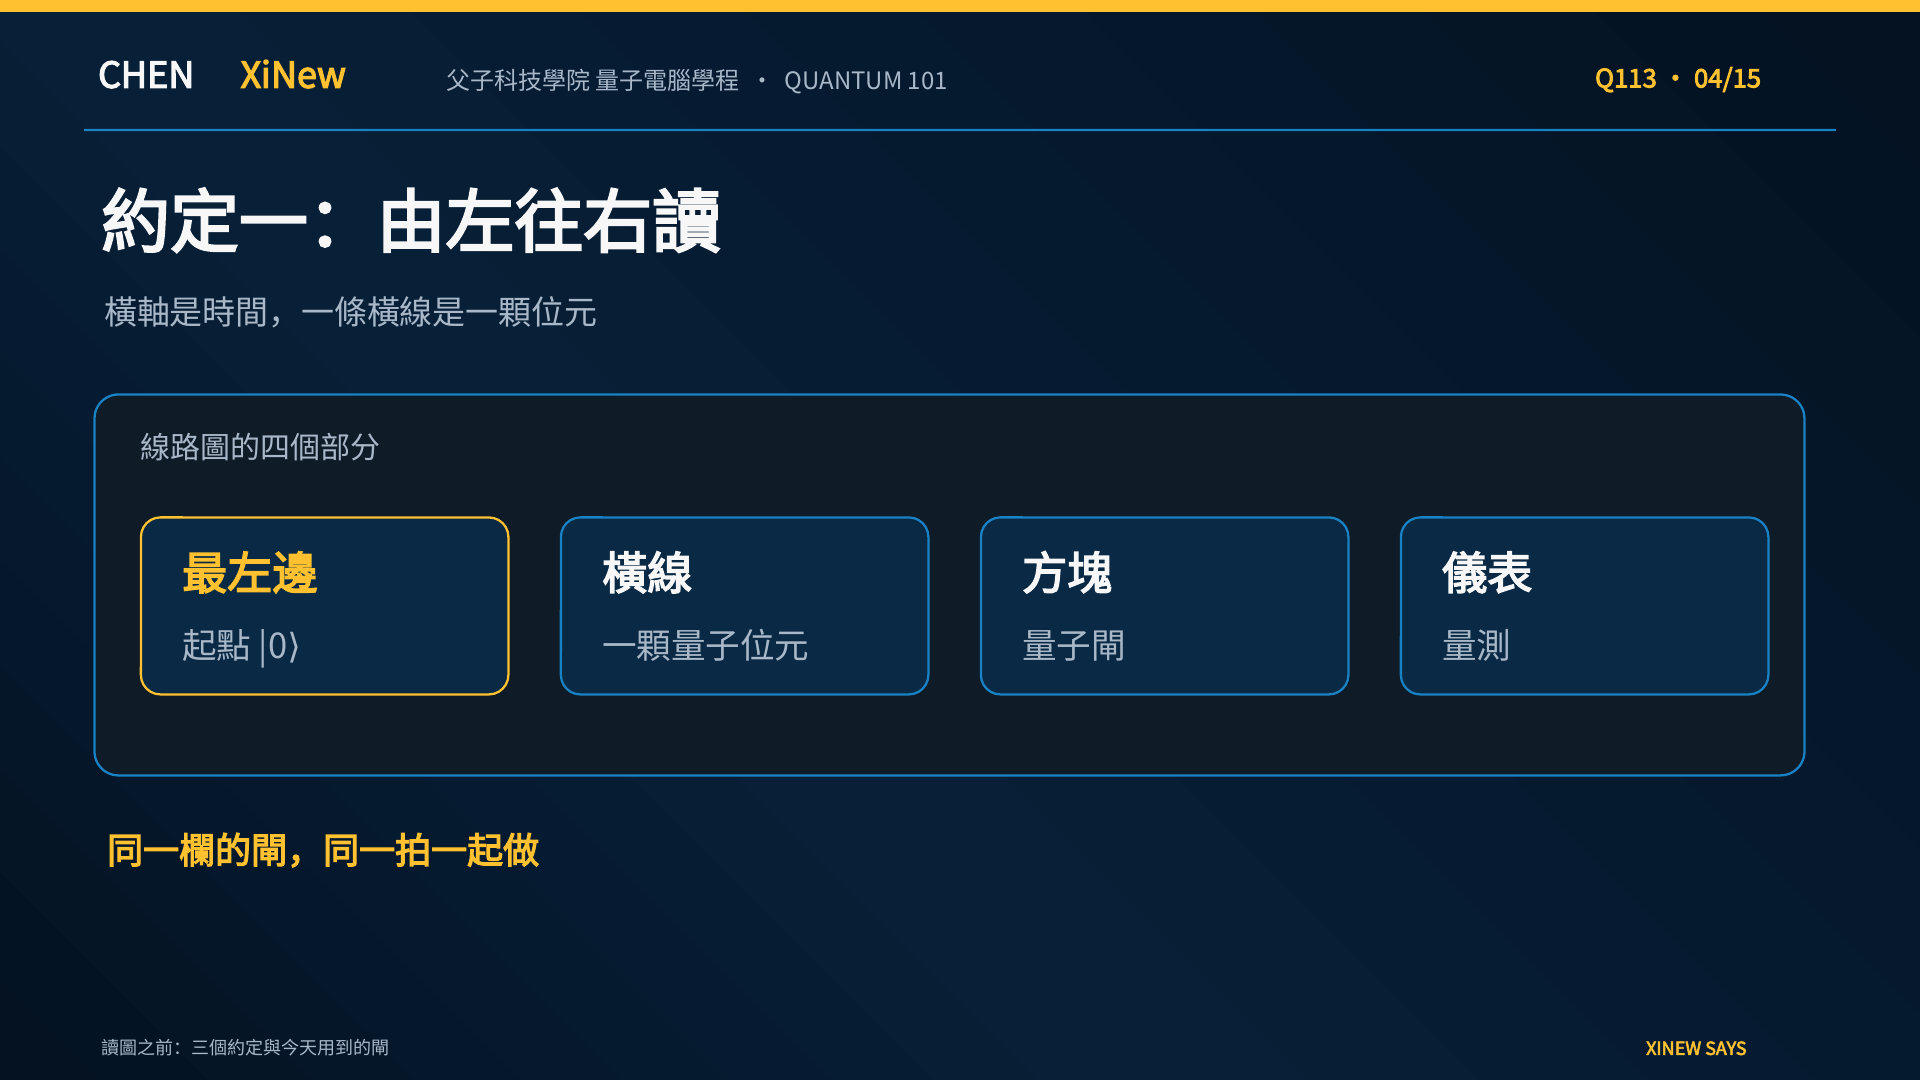 CHEN XiNew 父子科技學院 量子電腦學程 · QUANTUM 101 Q113 · 04/15
約定一：由左往右讀
橫軸是時間，一條橫線是一顆位元
線路圖的四個部分
最左邊
起點 |0⟩
橫線
一顆量子位元
方塊
量子閘
儀表
量測
同一欄的閘，同一拍一起做
讀圖之前：三個約定與今天用到的閘
XINEW SAYS